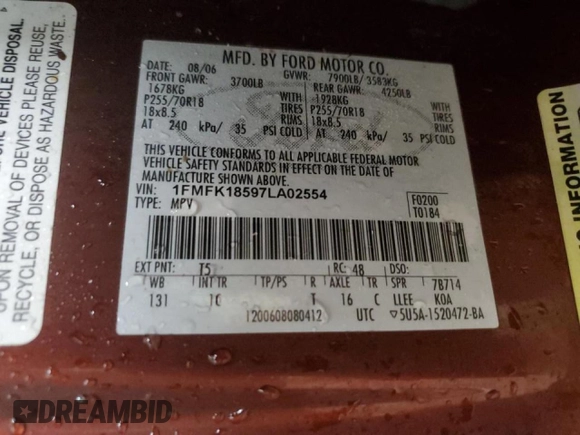 MFD. BY FORD MOTOR CO.
DATE: 08/06 GVWR: 7900LB/ 3583KG
FRONT GAWR: 3700LB REAR GAWR: 4250LB
1678KG WITH 1928KG WITH
P255/70R18 TIRES P255/70R18 TIRES
18x8.5 RIMS 18x8.5 RIMS
AT 240 kPa/ 35 PSI COLD AT 240 kPa/ 35 PSI COLD
THIS VEHICLE CONFORMS TO ALL APPLICABLE FEDERAL MOTOR
VEHICLE SAFETY STANDARDS IN EFFECT ON THE DATE OF
MANUFACTURE SHOWN ABOVE.
VIN: 1FMFK18597LA02554
TYPE: MPV
F0200
T0184
EXT PNT: T5 RC: 48 DSO:
WB INT TR TP/PS R AXLE TR SPR 7B714
131 T 16 C LLEE KOA
1200608080412 UTC ▽5U5A-1520472-BA
VEHICLE DISPOSAL,
UPON REMOVAL OF DEVICES PLEASE REUSE,
RECYCLE, OR DISPOSE AS HAZARDOUS WASTE.
DREAMBID